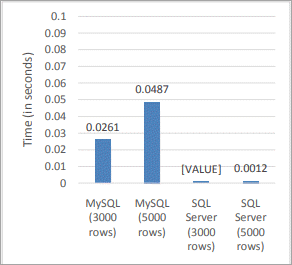 0.1
0.09
0.08
0.07
0.06
0.05
0.04
0.03
0.02
0.01
0
Time (in seconds)
0.0261
0.0487
[VALUE]
0.0012
MySQL
(3000
rows)
MySQL
(5000
rows)
SQL
Server
(3000
rows)
SQL
Server
(5000
rows)